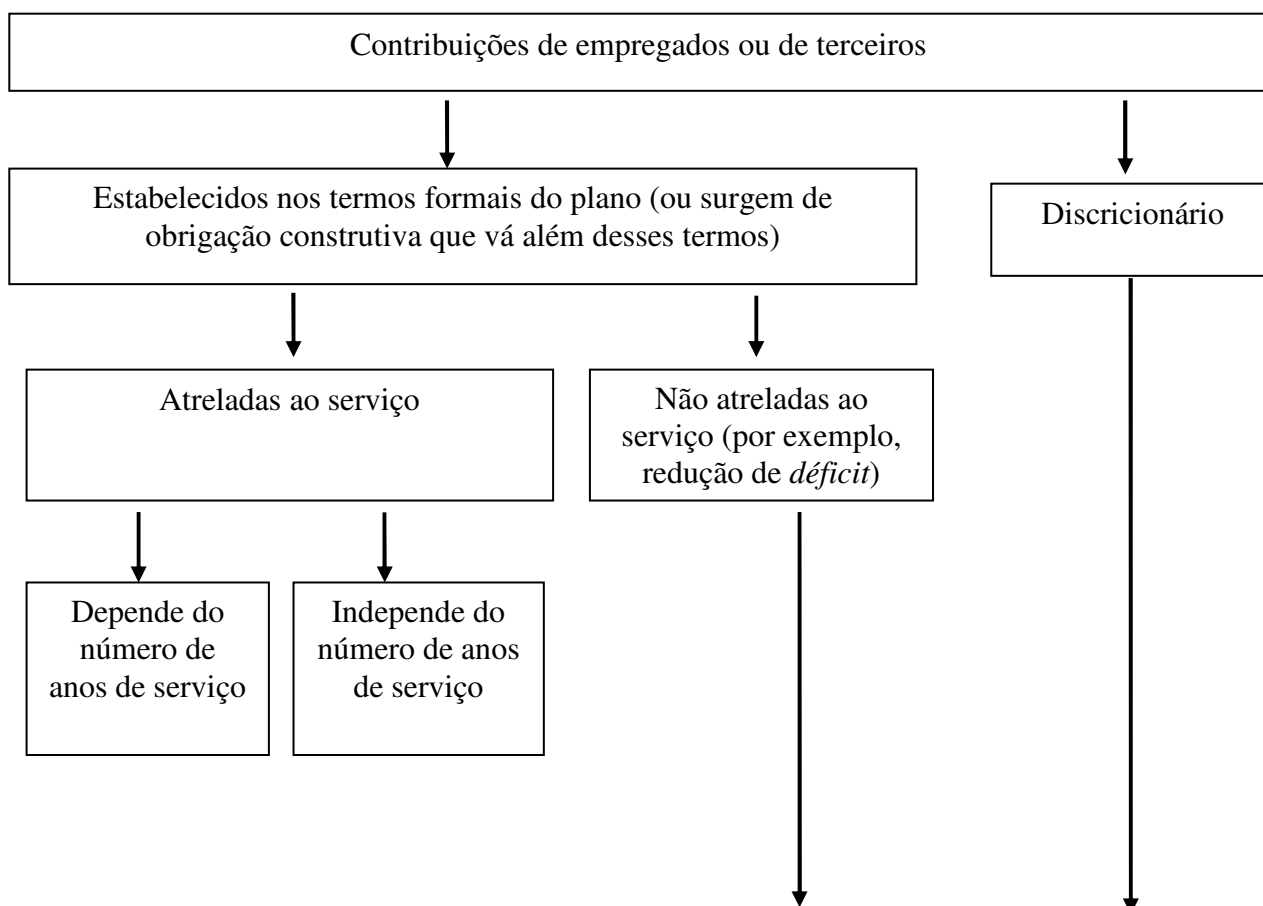 Contribuições de empregados ou de terceiros
Estabelecidos nos termos formais do plano (ou surgem de
obrigação construtiva que vá além desses termos)
Discricionário
Atreladas ao serviço
Não atreladas ao
serviço (por exemplo,
redução de déficit)
Depende do
número de
anos de serviço
Independe do
número de anos
de serviço